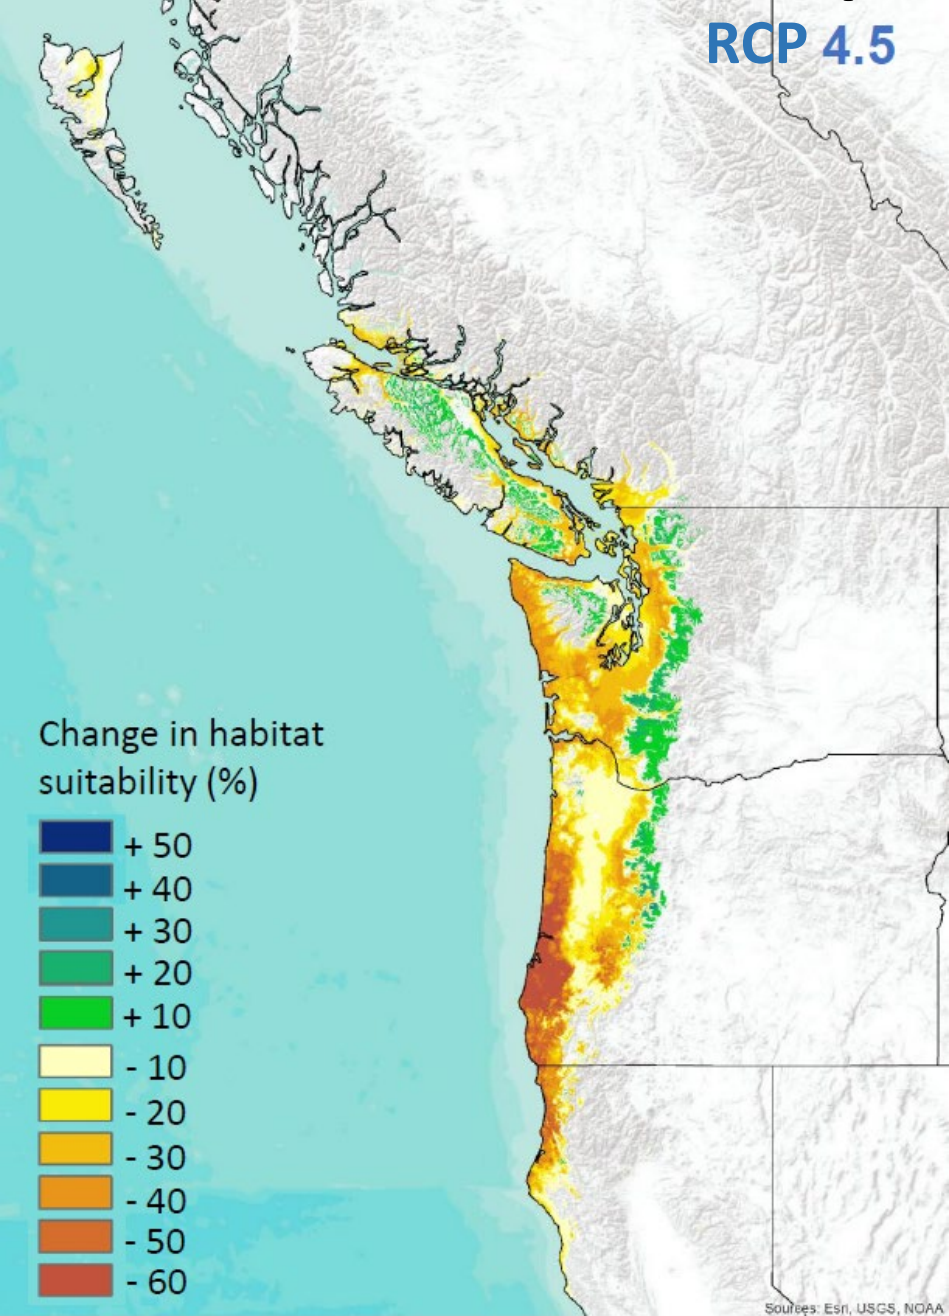 RCP 4.5
Change in habitat
suitability (%)
+ 50
+ 40
+ 30
+ 20
+ 10
- 10
- 20
- 30
- 40
- 50
- 60
Sources: Esri, USGS, NOAA